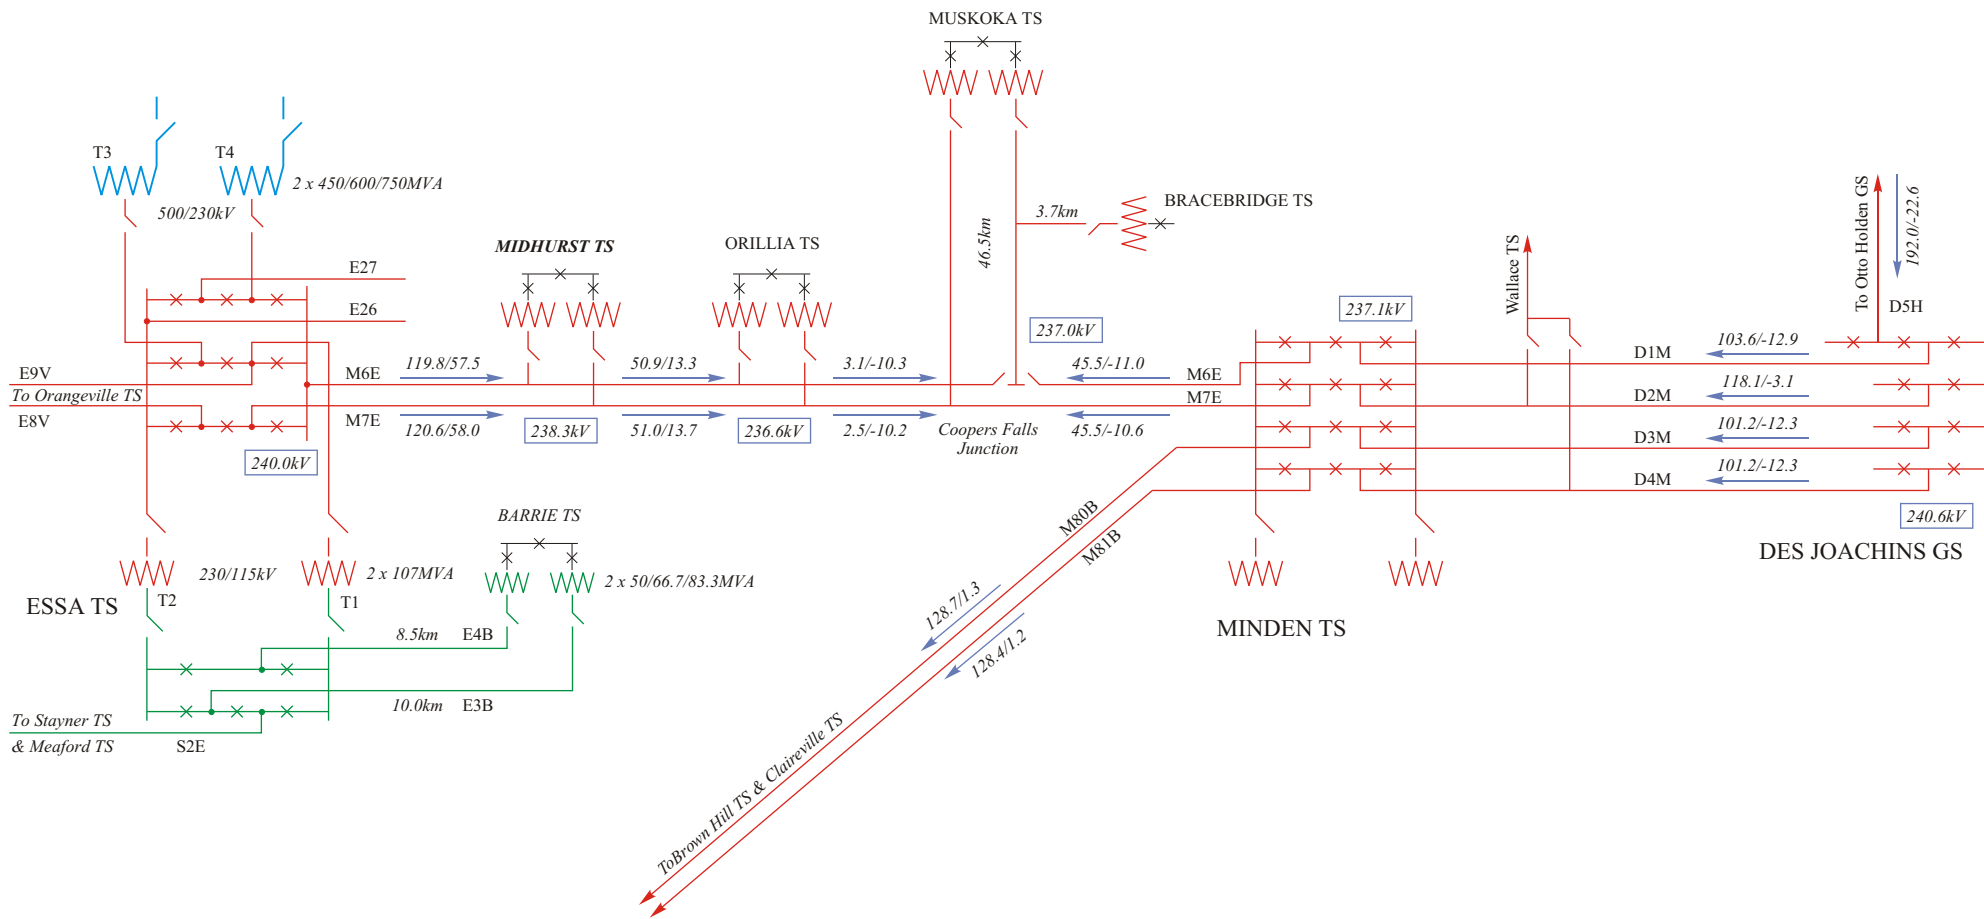 MUSKOKA TS
T3
T4
2 x 450/600/750MVA
500/230kV
BRACEBRIDGE TS
3.7km
46.5km
To Otto Holden GS
192.0/-22.6
MIDHURST TS
ORILLIA TS
Wallace TS
E27
E26
237.0kV
237.1kV
D5H
E9V
To Orangeville TS
E8V
M6E
119.8/57.5
50.9/13.3
3.1/-10.3
45.5/-11.0
M6E
D1M
103.6/-12.9
M7E
D2M
118.1/-3.1
M7E
120.6/58.0
238.3kV
51.0/13.7
236.6kV
2.5/-10.2
Coopers Falls
Junction
45.5/-10.6
D3M
101.2/-12.3
240.0kV
D4M
101.2/-12.3
240.6kV
BARRIE TS
M80B
M81B
DES JOACHINS GS
230/115kV
2 x 107MVA
2 x 50/66.7/83.3MVA
ESSA TS
T2
T1
128.7/1.3
128.4/1.2
MINDEN TS
8.5km
E4B
10.0km
E3B
To Stayner TS
& Meaford TS
S2E
ToBrown Hill TS & Claireville TS